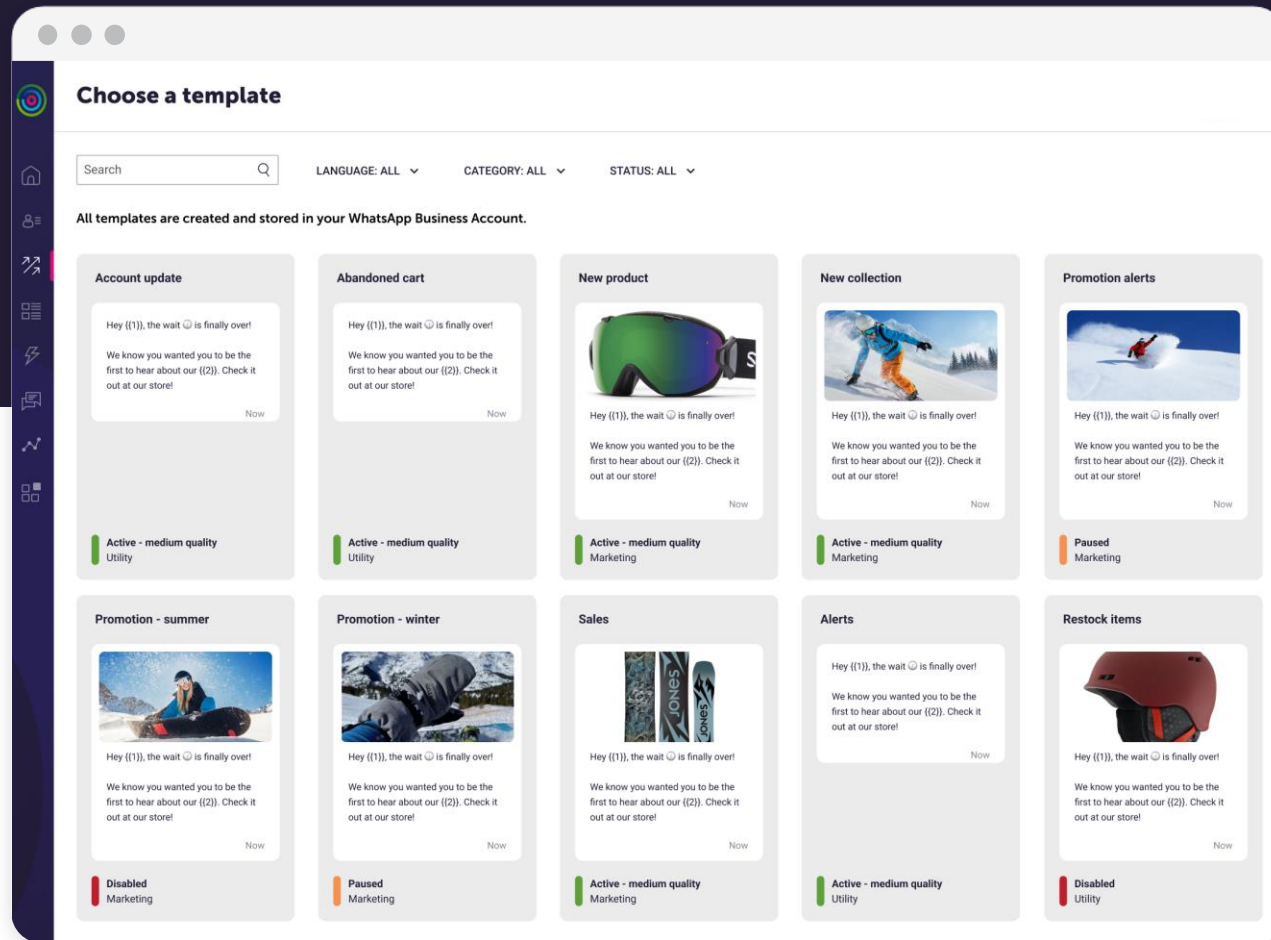 Choose a template
Search
LANGUAGE: ALL
CATEGORY: ALL
STATUS: ALL
All templates are created and stored in your WhatsApp Business Account.
Account update
Hey {{1}}, the wait is finally over!
We know you wanted you to be the
first to hear about our {{2}}. Check it
out at our store!
Now
Active - medium quality
Utility
Abandoned cart
Hey {{1}}, the wait is finally over!
We know you wanted you to be the
first to hear about our {{2}}. Check it
out at our store!
Now
Active - medium quality
Utility
New product
S
Hey {{1}}, the wait is finally over!
We know you wanted you to be the
first to hear about our {{2}}. Check it
out at our store!
Now
Active - medium quality
Marketing
New collection
Hey {{1}}, the wait is finally over!
We know you wanted you to be the
first to hear about our {{2}}. Check it
out at our store!
Now
Active - medium quality
Marketing
Promotion alerts
Hey {{1}}, the wait is finally over!
We know you wanted you to be the
first to hear about our {{2}}. Check it
out at our store!
Now
Paused
Marketing
Promotion - summer
Hey {{1}}, the wait is finally over!
We know you wanted you to be the
first to hear about our {{2}}. Check it
out at our store!
Now
Disabled
Marketing
Promotion - winter
Hey {{1}}, the wait is finally over!
We know you wanted you to be the
first to hear about our {{2}}. Check it
out at our store!
Now
Paused
Marketing
Sales
JONES
JONES
Hey {{1}}, the wait is finally over!
We know you wanted you to be the
first to hear about our {{2}}. Check it
out at our store!
Now
Active - medium quality
Marketing
Alerts
Hey {{1}}, the wait is finally over!
We know you wanted you to be the
first to hear about our {{2}}. Check it
out at our store!
Now
Active - medium quality
Utility
Restock items
Hey {{1}}, the wait is finally over!
We know you wanted you to be the
first to hear about our {{2}}. Check it
out at our store!
Now
Disabled
Utility